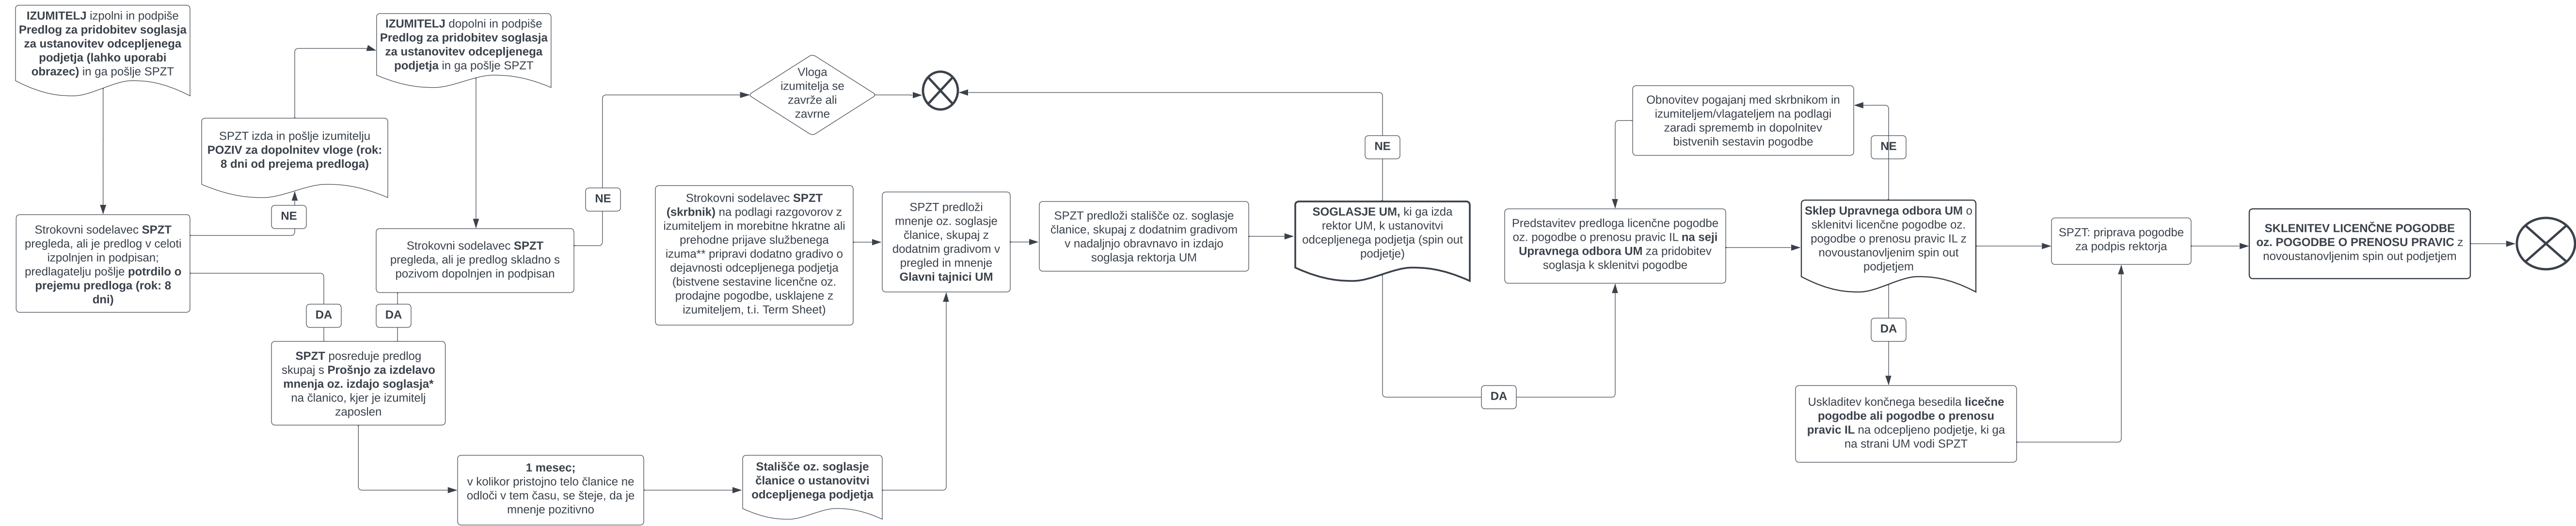 IZUMITELJ izpolni in podpiše
Predlog za pridobitev soglasja
za ustanovitev odcepljenega
podjetja (lahko uporabi
obrazec) in ga pošlje SPZT
IZUMITELJ dopolni in podpiše
Predlog za pridobitev soglasja
za ustanovitev odcepljenega
podjetja in ga pošlje SPZT
SPZT izda in pošlje izumitelju
POZIV za dopolnitev vloge (rok:
8 dni od prejema predloga)
NE
Strokovni sodelavec SPZT
pregleda, ali je predlog v celoti
izpolnjen in podpisan;
predlagatelju pošlje potrdilo o
prejemu predloga (rok: 8
dni)
Strokovni sodelavec SPZT
pregleda, ali je predlog skladno s
pozivom dopolnjen in podpisan
DA
DA
SPZT posreduje predlog
skupaj s Prošnjo za izdelavo
mnenja oz. izdajo soglasja*
na članico, kjer je izumitelj
zaposlen
1 mesec;
v kolikor pristojno telo članice ne
odloči v tem času, se šteje, da je
mnenje pozitivno
Stališče oz. soglasje
članice o ustanovitvi
odcepljenega podjetja
NE
Vloga
izumitelja se
zavrže ali
zavrne
Strokovni sodelavec SPZT
(skrbnik) na podlagi razgovorov z
izumiteljem in morebitne hkratne ali
prehodne prijave službenega
izuma** pripravi dodatno gradivo o
dejavnosti odcepljenega podjetja
(bistvene sestavine licenčne oz.
prodajne pogodbe, usklajene z
izumiteljem, t.i. Term Sheet)
SPZT predloži
mnenje oz. soglasje
članice, skupaj z
dodatnim gradivom v
pregled in mnenje
Glavni tajnici UM
SPZT predloži stališče oz. soglasje
članice, skupaj z dodatnim gradivom
v nadaljnjo obravnavo in izdajo
soglasja rektorja UM
NE
SOGLASJE UM, ki ga izda
rektor UM, k ustanovitvi
odcepljenega podjetja (spin out
podjetje)
DA
Obnovitev pogajanj med skrbnikom in
izumiteljem/vlagateljem na podlagi
zaradi sprememb in dopolnitev
bistvenih sestavin pogodbe
NE
Predstavitev predloga licenčne pogodbe
oz. pogodbe o prenosu pravic IL na seji
Upravnega odbora UM za pridobitev
soglasja k sklenitvi pogodbe
Sklep Upravnega odbora UM o
sklenitvi licenčne pogodbe oz.
pogodbe o prenosu pravic IL z
novoustanovljenim spin out
podjetjem
DA
Uskladitev končnega besedila licečne
pogodbe ali pogodbe o prenosu
pravic IL na odcepljeno podjetje, ki ga
na strani UM vodi SPZT
SPZT: priprava pogodbe
za podpis rektorja
SKLENITEV LICENČNE POGODBE
oz. POGODBE O PRENOSU PRAVIC z
novoustanovljenim spin out podjetjem